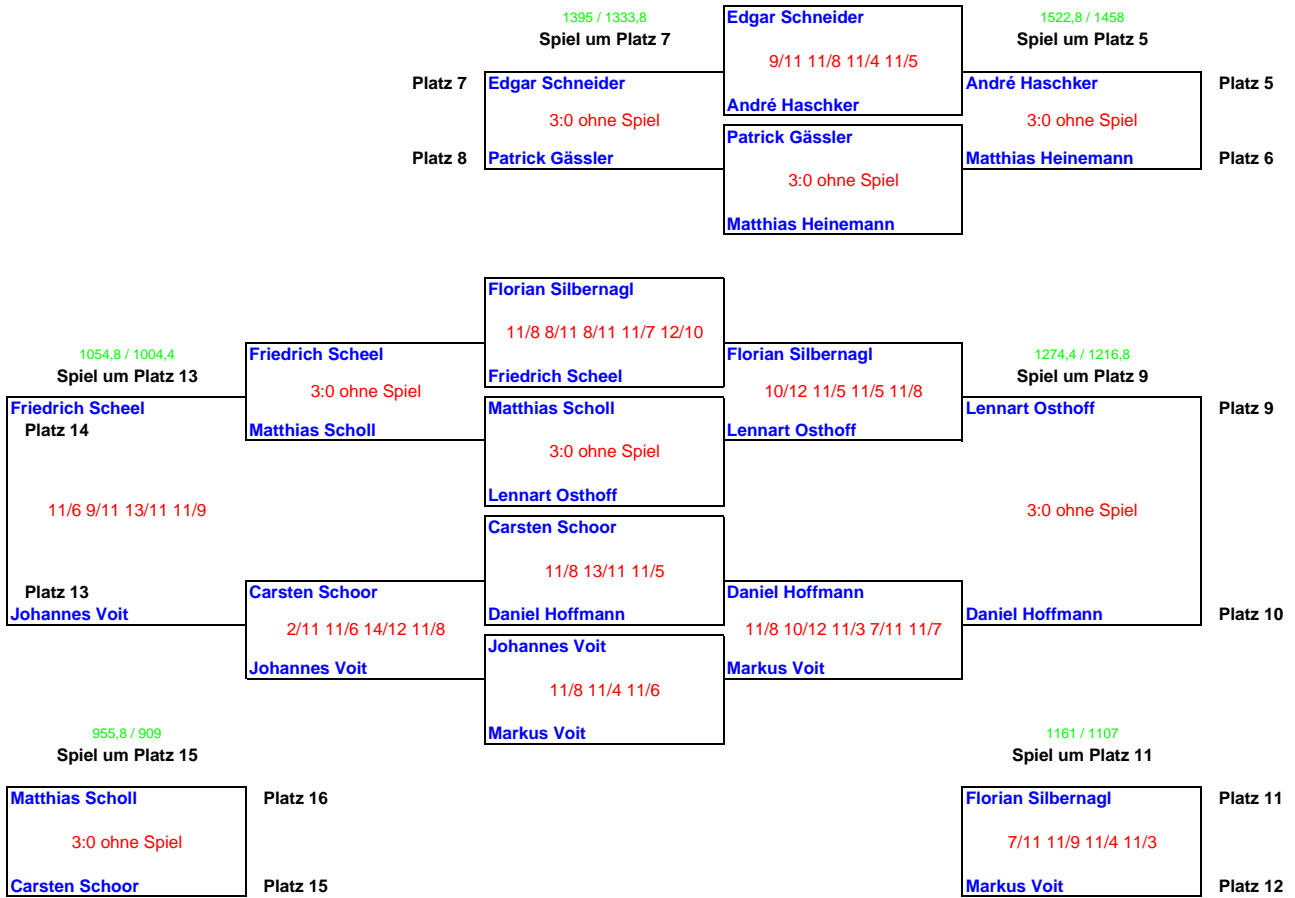 1395 / 1333,8
Edgar Schneider
1522,8 / 1458
Spiel um Platz 7
Spiel um Platz 5
9/11 11/8 11/4 11/5
Platz 7
Edgar Schneider
André Haschker
Platz 5
André Haschker
3:0 ohne Spiel
3:0 ohne Spiel
Patrick Gässler
Platz 8
Patrick Gässler
Matthias Heinemann
Platz 6
3:0 ohne Spiel
Matthias Heinemann
Florian Silbernagl
11/8 8/11 8/11 11/7 12/10
1054,8 / 1004,4
Friedrich Scheel
Florian Silbernagl
1274,4 / 1216,8
Spiel um Platz 13
Friedrich Scheel
Spiel um Platz 9
3:0 ohne Spiel
10/12 11/5 11/5 11/8
Friedrich Scheel
Matthias Scholl
Lennart Osthoff
Platz 9
Platz 14
Matthias Scholl
Lennart Osthoff
3:0 ohne Spiel
Lennart Osthoff
11/6 9/11 13/11 11/9
3:0 ohne Spiel
Carsten Schoor
11/8 13/11 11/5
Platz 13
Carsten Schoor
Daniel Hoffmann
Johannes Voit
Daniel Hoffmann
Daniel Hoffmann
Platz 10
2/11 11/6 14/12 11/8
11/8 10/12 11/3 7/11 11/7
Johannes Voit
Johannes Voit
Markus Voit
11/8 11/4 11/6
955,8 / 909
Markus Voit
1161 / 1107
Spiel um Platz 15
Spiel um Platz 11
Matthias Scholl
Platz 16
Florian Silbernagl
Platz 11
3:0 ohne Spiel
7/11 11/9 11/4 11/3
Carsten Schoor
Platz 15
Markus Voit
Platz 12